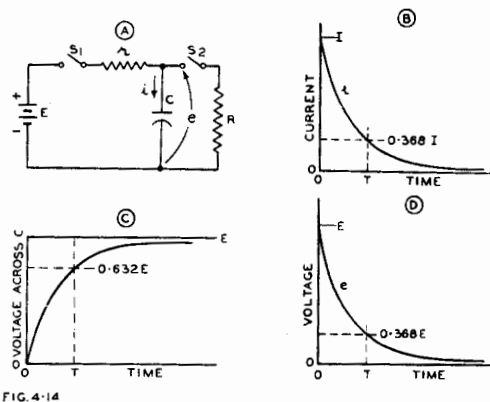 A
S1
r
S2
+
E
-
i
C
e
R
B
CURRENT
I
i
0.368 I
O
O
T
TIME
C
VOLTAGE ACROSS C
E
0.632E
O
O
T
TIME
D
VOLTAGE
E
e
0.368E
O
O
T
TIME
FIG. 4·14